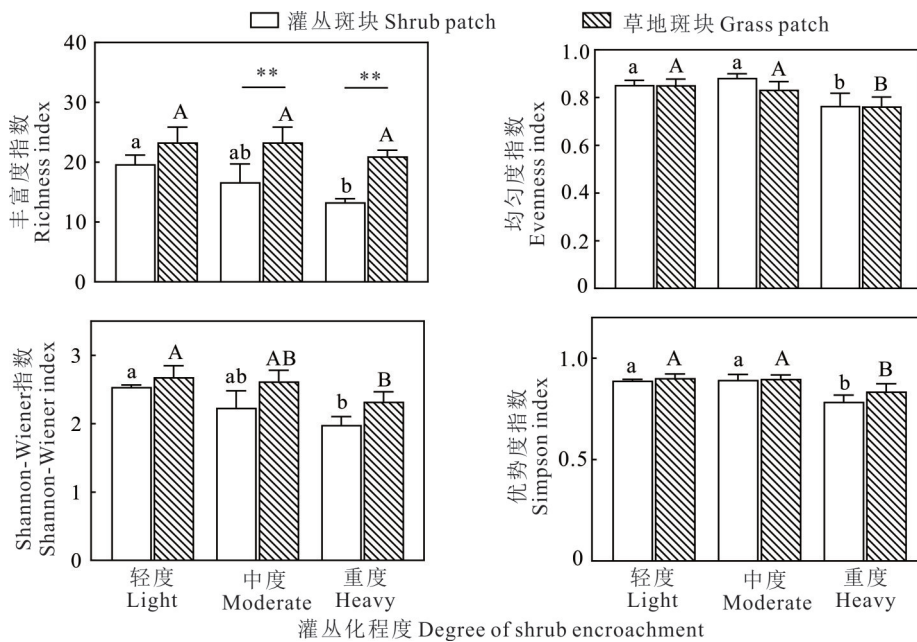 灌丛斑块 Shrub patch
草地斑块 Grass patch
丰富度指数
Richness index
40
30
20
10
0
a
A
ab
A
b
A
**
**
均匀度指数
Evenness index
1.0
0.8
0.6
0.4
0.2
0
a
A
a
A
b
B
Shannon-Wiener指数
Shannon-Wiener index
3
2
1
0
a
A
ab
AB
b
B
轻度
Light
中度
Moderate
重度
Heavy
优势度指数
Simpson index
1.0
0.5
0
a
A
a
A
b
B
轻度
Light
中度
Moderate
重度
Heavy
灌丛化程度 Degree of shrub encroachment